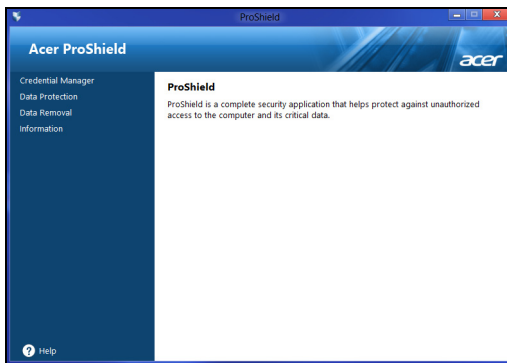 ProShield
Acer ProShield
acer
Credential Manager
Data Protection
Data Removal
Information
ProShield
ProShield is a complete security application that helps protect against unauthorized
access to the computer and its critical data.
? Help